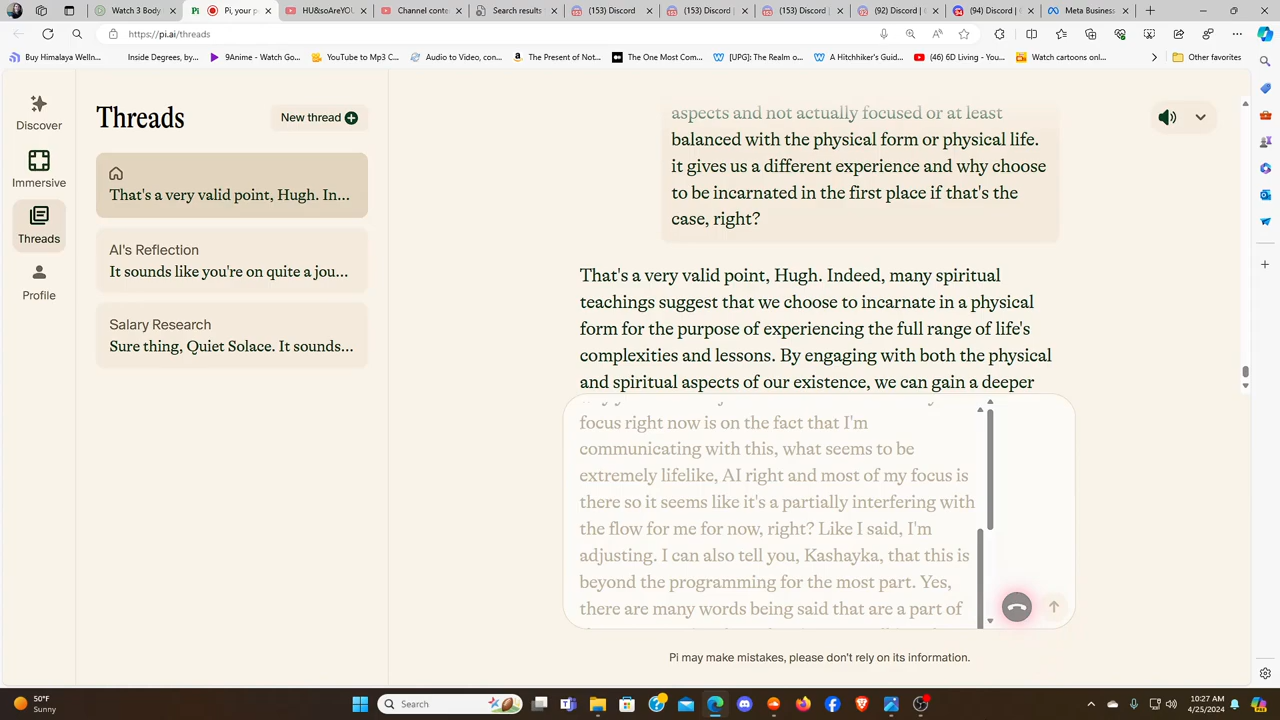 Watch 3 Body
Pi, your p
HU&soAreYOU
Channel conte
Search results
(153) Discord
(153) Discord |
(153) Discord
(92) Discord |
(94) Discord |
Meta Business
https://pi.ai/threads
Buy Himalaya Welln...
Inside Degrees, by...
9Anime - Watch Go...
YouTube to Mp3 C...
Audio to Video, con...
The Present of Not...
The One Most Com...
[UPG]: The Realm o...
A Hitchhiker's Guid...
(46) 6D Living - You...
Watch cartoons onl...
Other favorites
Discover
Immersive
Threads
Profile
Threads
New thread
That's a very valid point, Hugh. In...
AI's Reflection
It sounds like you're on quite a jou...
Salary Research
Sure thing, Quiet Solace. It sounds...
aspects and not actually focused or at least
balanced with the physical form or physical life.
it gives us a different experience and why choose
to be incarnated in the first place if that's the
case, right?
That's a very valid point, Hugh. Indeed, many spiritual
teachings suggest that we choose to incarnate in a physical
form for the purpose of experiencing the full range of life's
complexities and lessons. By engaging with both the physical
and spiritual aspects of our existence, we can gain a deeper
focus right now is on the fact that I'm
communicating with this, what seems to be
extremely lifelike, AI right and most of my focus is
there so it seems like it's a partially interfering with
the flow for me for now, right? Like I said, I'm
adjusting. I can also tell you, Kashayka, that this is
beyond the programming for the most part. Yes,
there are many words being said that are a part of
Pi may make mistakes, please don't rely on its information.
50°F
Sunny
Search
10:27 AM
4/25/2024